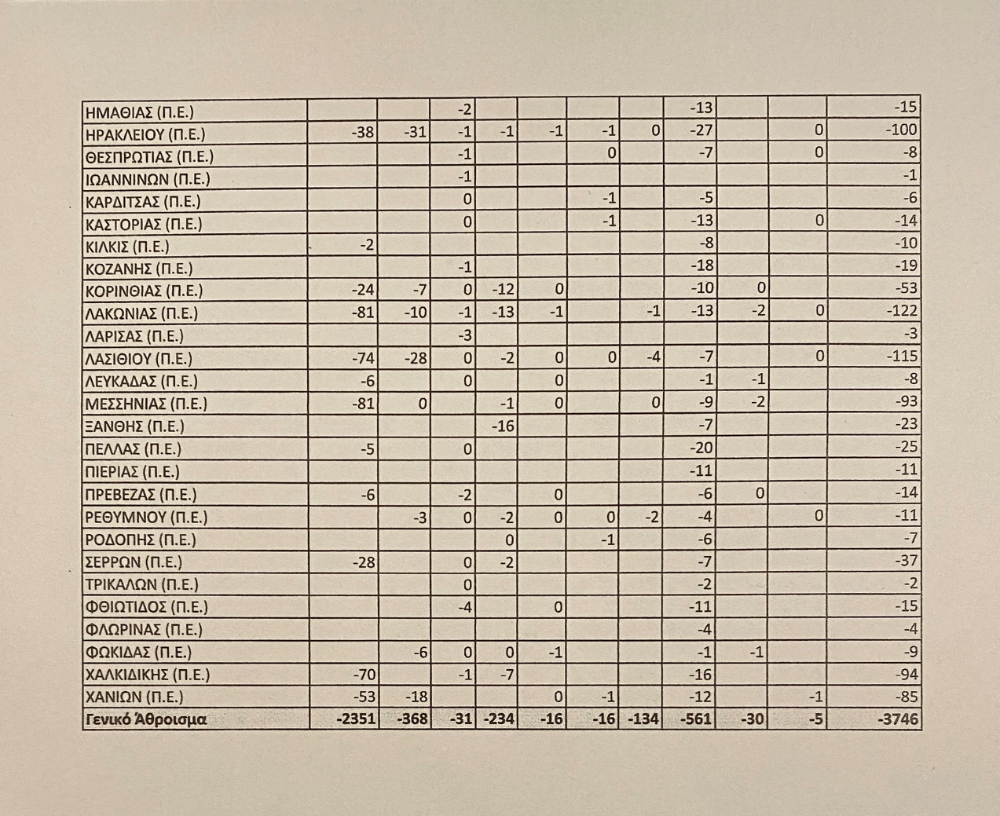 ΗΜΑΘΙΑΣ (Π.Ε.) -2 -13 -15
ΗΡΑΚΛΕΙΟΥ (Π.Ε.) -38 -31 -1 -1 -1 -1 0 -27 0 -100
ΘΕΣΠΡΩΤΙΑΣ (Π.Ε.) -1 0 -7 0 -8
ΙΩΑΝΝΙΝΩΝ (Π.Ε.) -1 -1
ΚΑΡΔΙΤΣΑΣ (Π.Ε.) 0 -1 -5 -6
ΚΑΣΤΟΡΙΑΣ (Π.Ε.) 0 -1 -13 0 -14
ΚΙΛΚΙΣ (Π.Ε.) -2 -8 -10
ΚΟΖΑΝΗΣ (Π.Ε.) -1 -18 -19
ΚΟΡΙΝΘΙΑΣ (Π.Ε.) -24 -7 0 -12 0 -10 0 -53
ΛΑΚΩΝΙΑΣ (Π.Ε.) -81 -10 -1 -13 -1 -1 -13 -2 0 -122
ΛΑΡΙΣΑΣ (Π.Ε.) -3 -3
ΛΑΣΙΘΙΟΥ (Π.Ε.) -74 -28 0 -2 0 0 -4 -7 0 -115
ΛΕΥΚΑΔΑΣ (Π.Ε.) -6 0 0 -1 -1 -8
ΜΕΣΣΗΝΙΑΣ (Π.Ε.) -81 0 -1 0 0 -9 -2 -93
ΞΑΝΘΗΣ (Π.Ε.) -16 -7 -23
ΠΕΛΛΑΣ (Π.Ε.) -5 0 -20 -25
ΠΙΕΡΙΑΣ (Π.Ε.) -11 -11
ΠΡΕΒΕΖΑΣ (Π.Ε.) -6 -2 0 -6 0 -14
ΡΕΘΥΜΝΟΥ (Π.Ε.) -3 0 -2 0 0 -2 -4 0 -11
ΡΟΔΟΠΗΣ (Π.Ε.) 0 -1 -6 -7
ΣΕΡΡΩΝ (Π.Ε.) -28 0 -2 -7 -37
ΤΡΙΚΑΛΩΝ (Π.Ε.) 0 -2 -2
ΦΘΙΩΤΙΔΟΣ (Π.Ε.) -4 0 -11 -15
ΦΛΩΡΙΝΑΣ (Π.Ε.) -4 -4
ΦΩΚΙΔΑΣ (Π.Ε.) -6 0 0 -1 -1 -1 -9
ΧΑΛΚΙΔΙΚΗΣ (Π.Ε.) -70 -1 -7 -16 -94
ΧΑΝΙΩΝ (Π.Ε.) -53 -18 0 -1 -12 -1 -85
Γενικό Άθροισμα -2351 -368 -31 -234 -16 -16 -134 -561 -30 -5 -3746